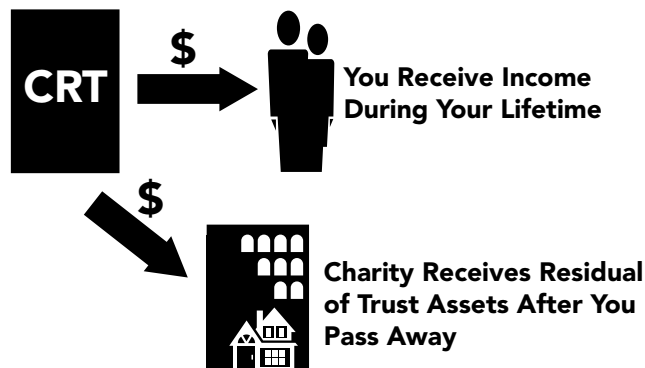 CRT
$
You Receive Income
During Your Lifetime
$
Charity Receives Residual
of Trust Assets After You
Pass Away